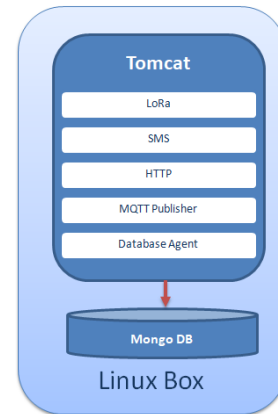 Tomcat
LoRa
SMS
HTTP
MQTT Publisher
Database Agent
Mongo DB
Linux Box